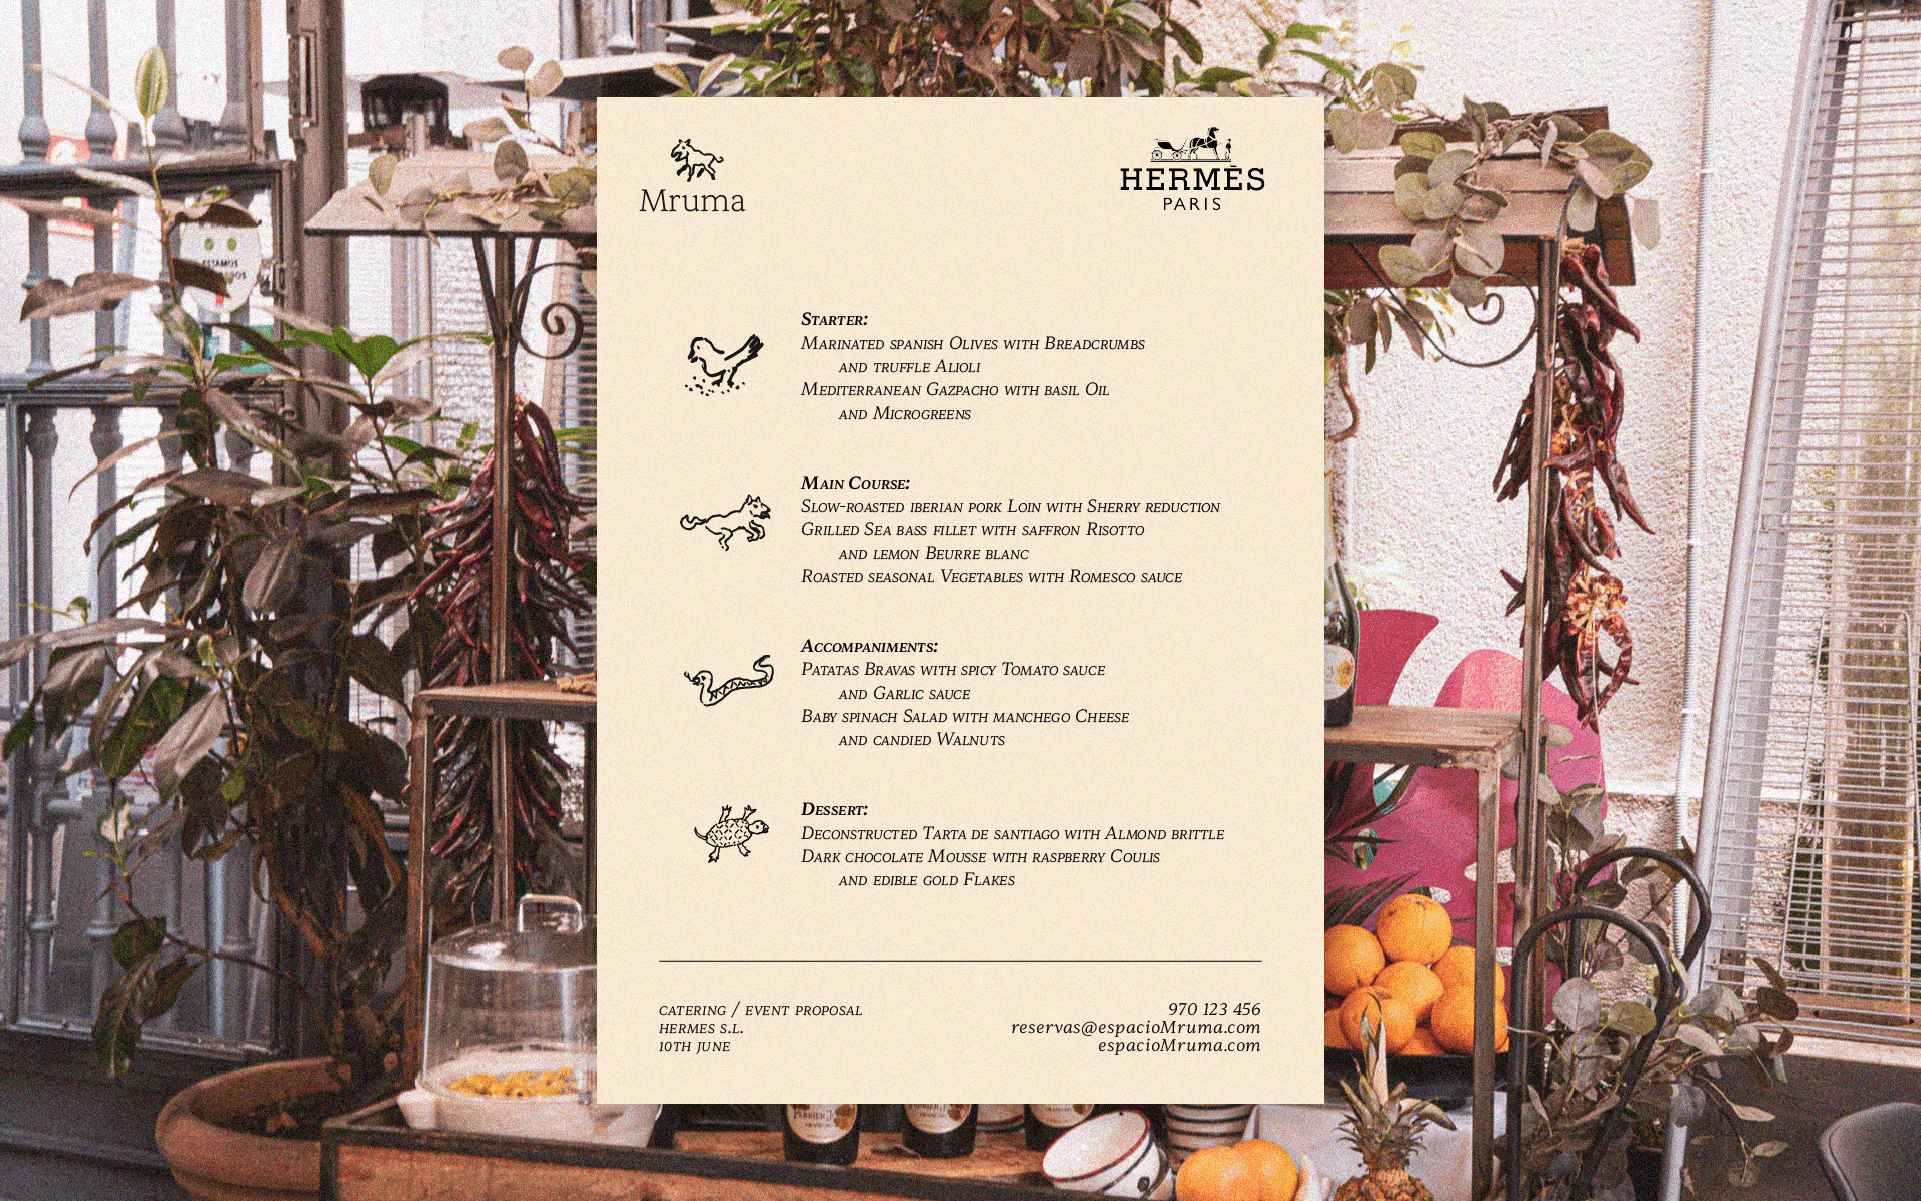 Mruma
HERMÈS
PARIS
ESTAMOS
Starter:
Marinated spanish Olives with Breadcrumbs
and truffle Alioli
Mediterranean Gazpacho with basil Oil
and Microgreens
Main Course:
Slow-roasted iberian pork Loin with Sherry reduction
Grilled Sea bass fillet with saffron Risotto
and lemon Beurre blanc
Roasted seasonal Vegetables with Romesco sauce
Accompaniments:
Patatas Bravas with spicy Tomato sauce
and Garlic sauce
Baby spinach Salad with manchego Cheese
and candied Walnuts
Dessert:
Deconstructed Tarta de santiago with Almond brittle
Dark chocolate Mousse with raspberry Coulis
and edible gold Flakes
catering / event proposal
hermes s.l.
10th june
970 123 456
reservas@espacioMruma.com
espacioMruma.com